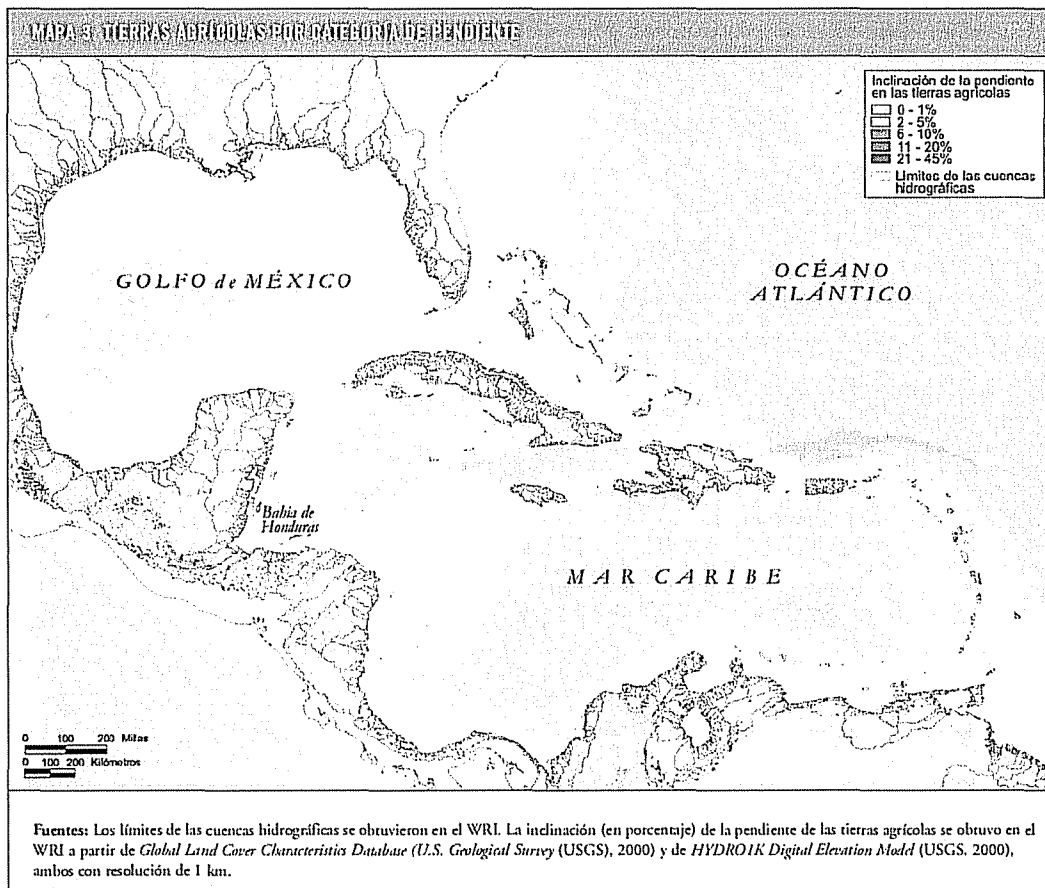 MAPA 3. TIERRAS AGRÍCOLAS POR CATEGORÍA DE PENDIENTE
Inclinación de la pendiente
en las tierras agrícolas
0 - 1%
2 - 5%
6 - 10%
11 - 20%
21 - 45%
Límites de las cuencas
hidrográficas
GOLFO de MÉXICO
OCÉANO
ATLÁNTICO
Bahía de
Honduras
MAR CARIBE
0 100 200 Millas
0 100 200 Kilómetros
Fuentes: Los límites de las cuencas hidrográficas se obtuvieron en el WRI. La inclinación (en porcentaje) de la pendiente de las tierras agrícolas se obtuvo en el
WRI a partir de Global Land Cover Characteristics Database (U.S. Geological Survey (USGS), 2000) y de HYDRO1K Digital Elevation Model (USGS. 2000),
ambos con resolución de 1 km.